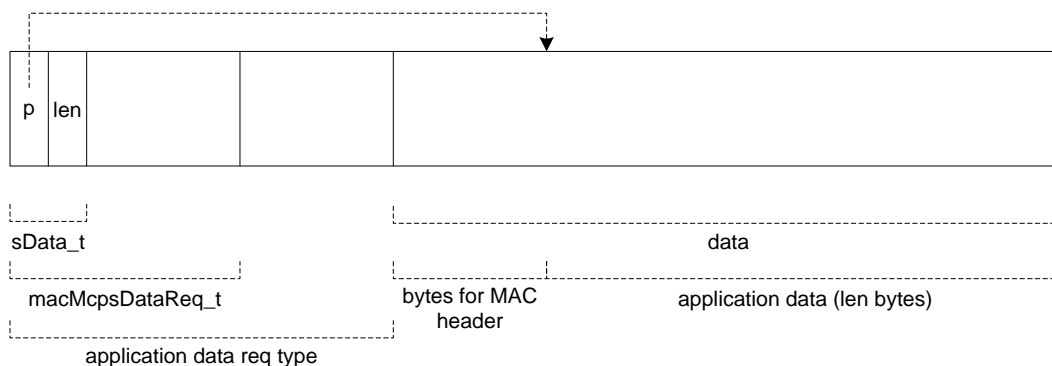 p
len
sData_t
data
macMcpsDataReq_t
bytes for MAC
header
application data (len bytes)
application data req type